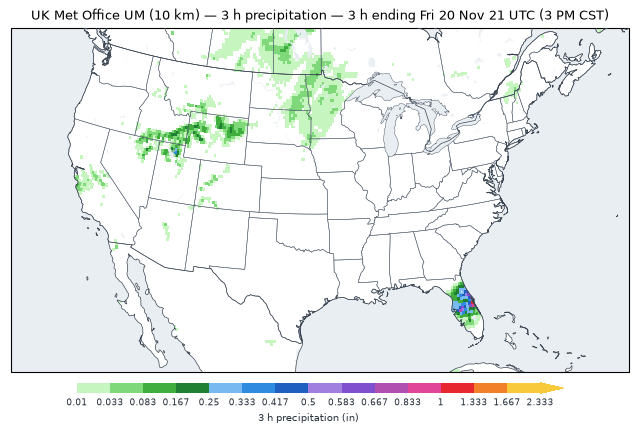 UK Met Office UM (10 km) — 3 h precipitation — 3 h ending Fri 20 Nov 21 UTC (3 PM CST)
0.01 0.033 0.083 0.167 0.25 0.333 0.417 0.5 0.583 0.667 0.833 1 1.333 1.667 2.333
3 h precipitation (in)